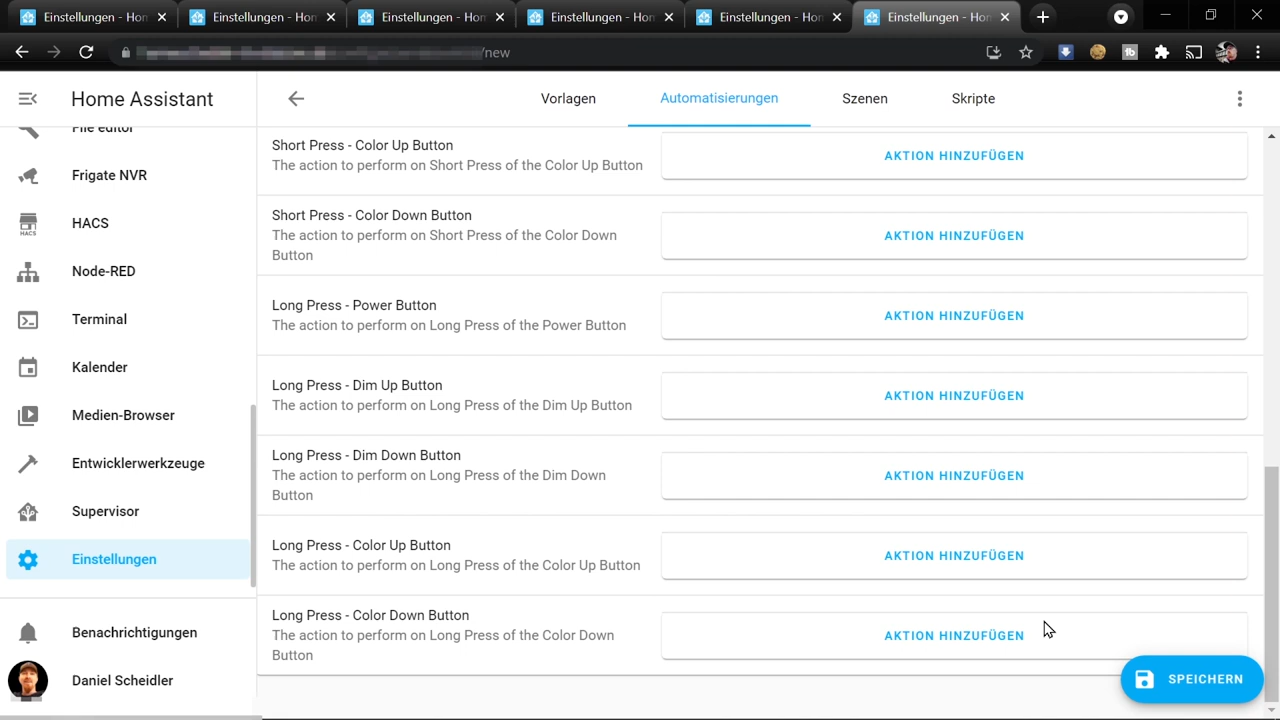 Einstellungen - Hom
Einstellungen - Hom
Einstellungen - Hom
Einstellungen - Hom
Einstellungen - Hom
Einstellungen - Hom
/new
Home Assistant
Vorlagen
Automatisierungen
Szenen
Skripte
File editor
Frigate NVR
HACS
HACS
Node-RED
Terminal
Kalender
Medien-Browser
Entwicklerwerkzeuge
Supervisor
Einstellungen
Benachrichtigungen
Daniel Scheidler
Short Press - Color Up Button
The action to perform on Short Press of the Color Up Button
AKTION HINZUFÜGEN
Short Press - Color Down Button
The action to perform on Short Press of the Color Down
Button
AKTION HINZUFÜGEN
Long Press - Power Button
The action to perform on Long Press of the Power Button
AKTION HINZUFÜGEN
Long Press - Dim Up Button
The action to perform on Long Press of the Dim Up Button
AKTION HINZUFÜGEN
Long Press - Dim Down Button
The action to perform on Long Press of the Dim Down
Button
AKTION HINZUFÜGEN
Long Press - Color Up Button
The action to perform on Long Press of the Color Up Button
AKTION HINZUFÜGEN
Long Press - Color Down Button
The action to perform on Long Press of the Color Down
Button
AKTION HINZUFÜGEN
SPEICHERN